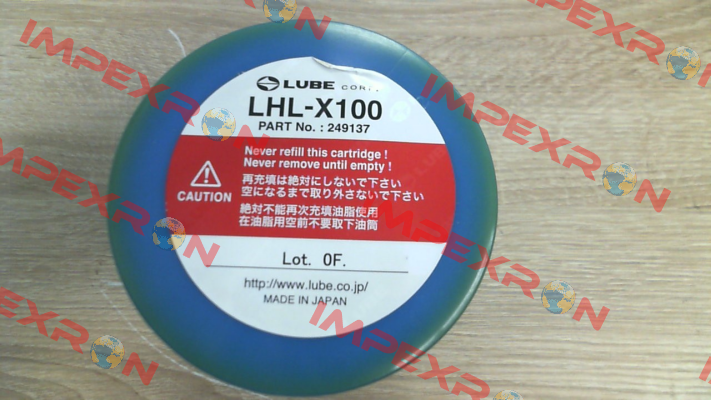 LUBE CORP.
LHL-X100
PART No. : 249137
Never refill this cartridge !
Never remove until empty !
CAUTION
再充填は絶対にしないで下さい
空になるまで取り外さないで下さい
絶対不能再次充填油脂使用
在油脂用空前不要取下油筒
Lot. 0F.
http://www.lube.co.jp/
MADE IN JAPAN
IMPEXRON
IMPEXRON
IMPEXRON
IMPEXRON
IMPEXRON
IMPEXRON
IMPEXRON
IMPEXRON